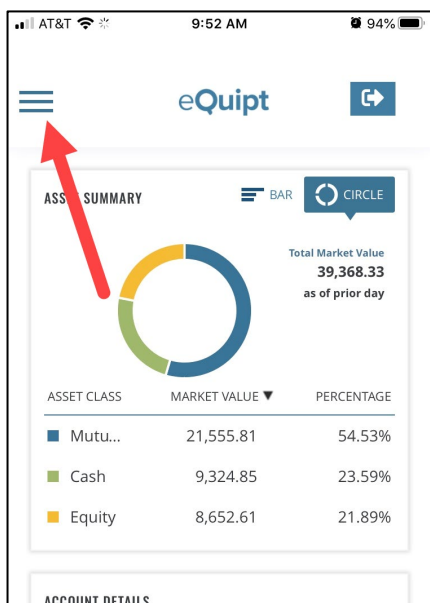 AT&T 9:52 AM 94%
eQuipt
ASSET SUMMARY BAR CIRCLE
Total Market Value
39,368.33
as of prior day
ASSET CLASS MARKET VALUE ▼ PERCENTAGE
Mutu... 21,555.81 54.53%
Cash 9,324.85 23.59%
Equity 8,652.61 21.89%
ACCOUNT DETAILS